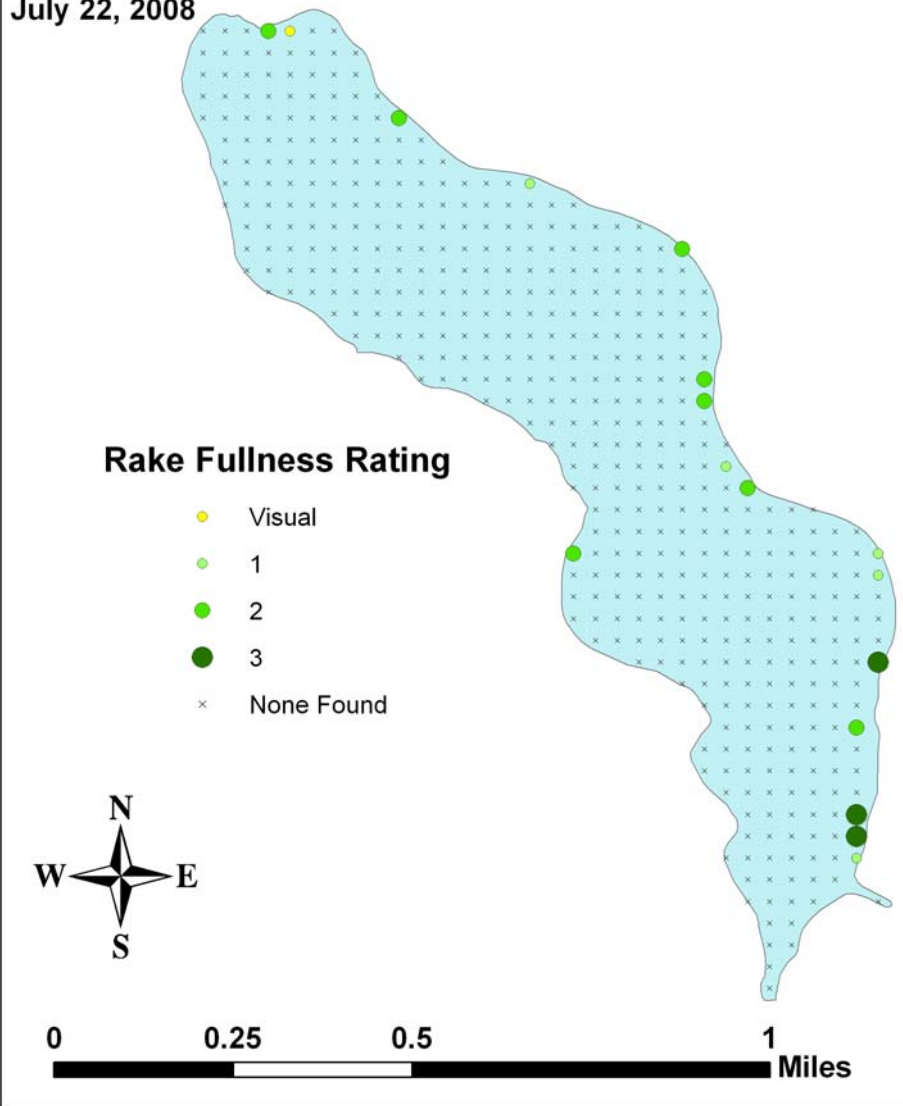 July 22, 2008
Rake Fullness Rating
Visual
1
2
3
None Found
N
W E
S
0 0.25 0.5 1
Miles